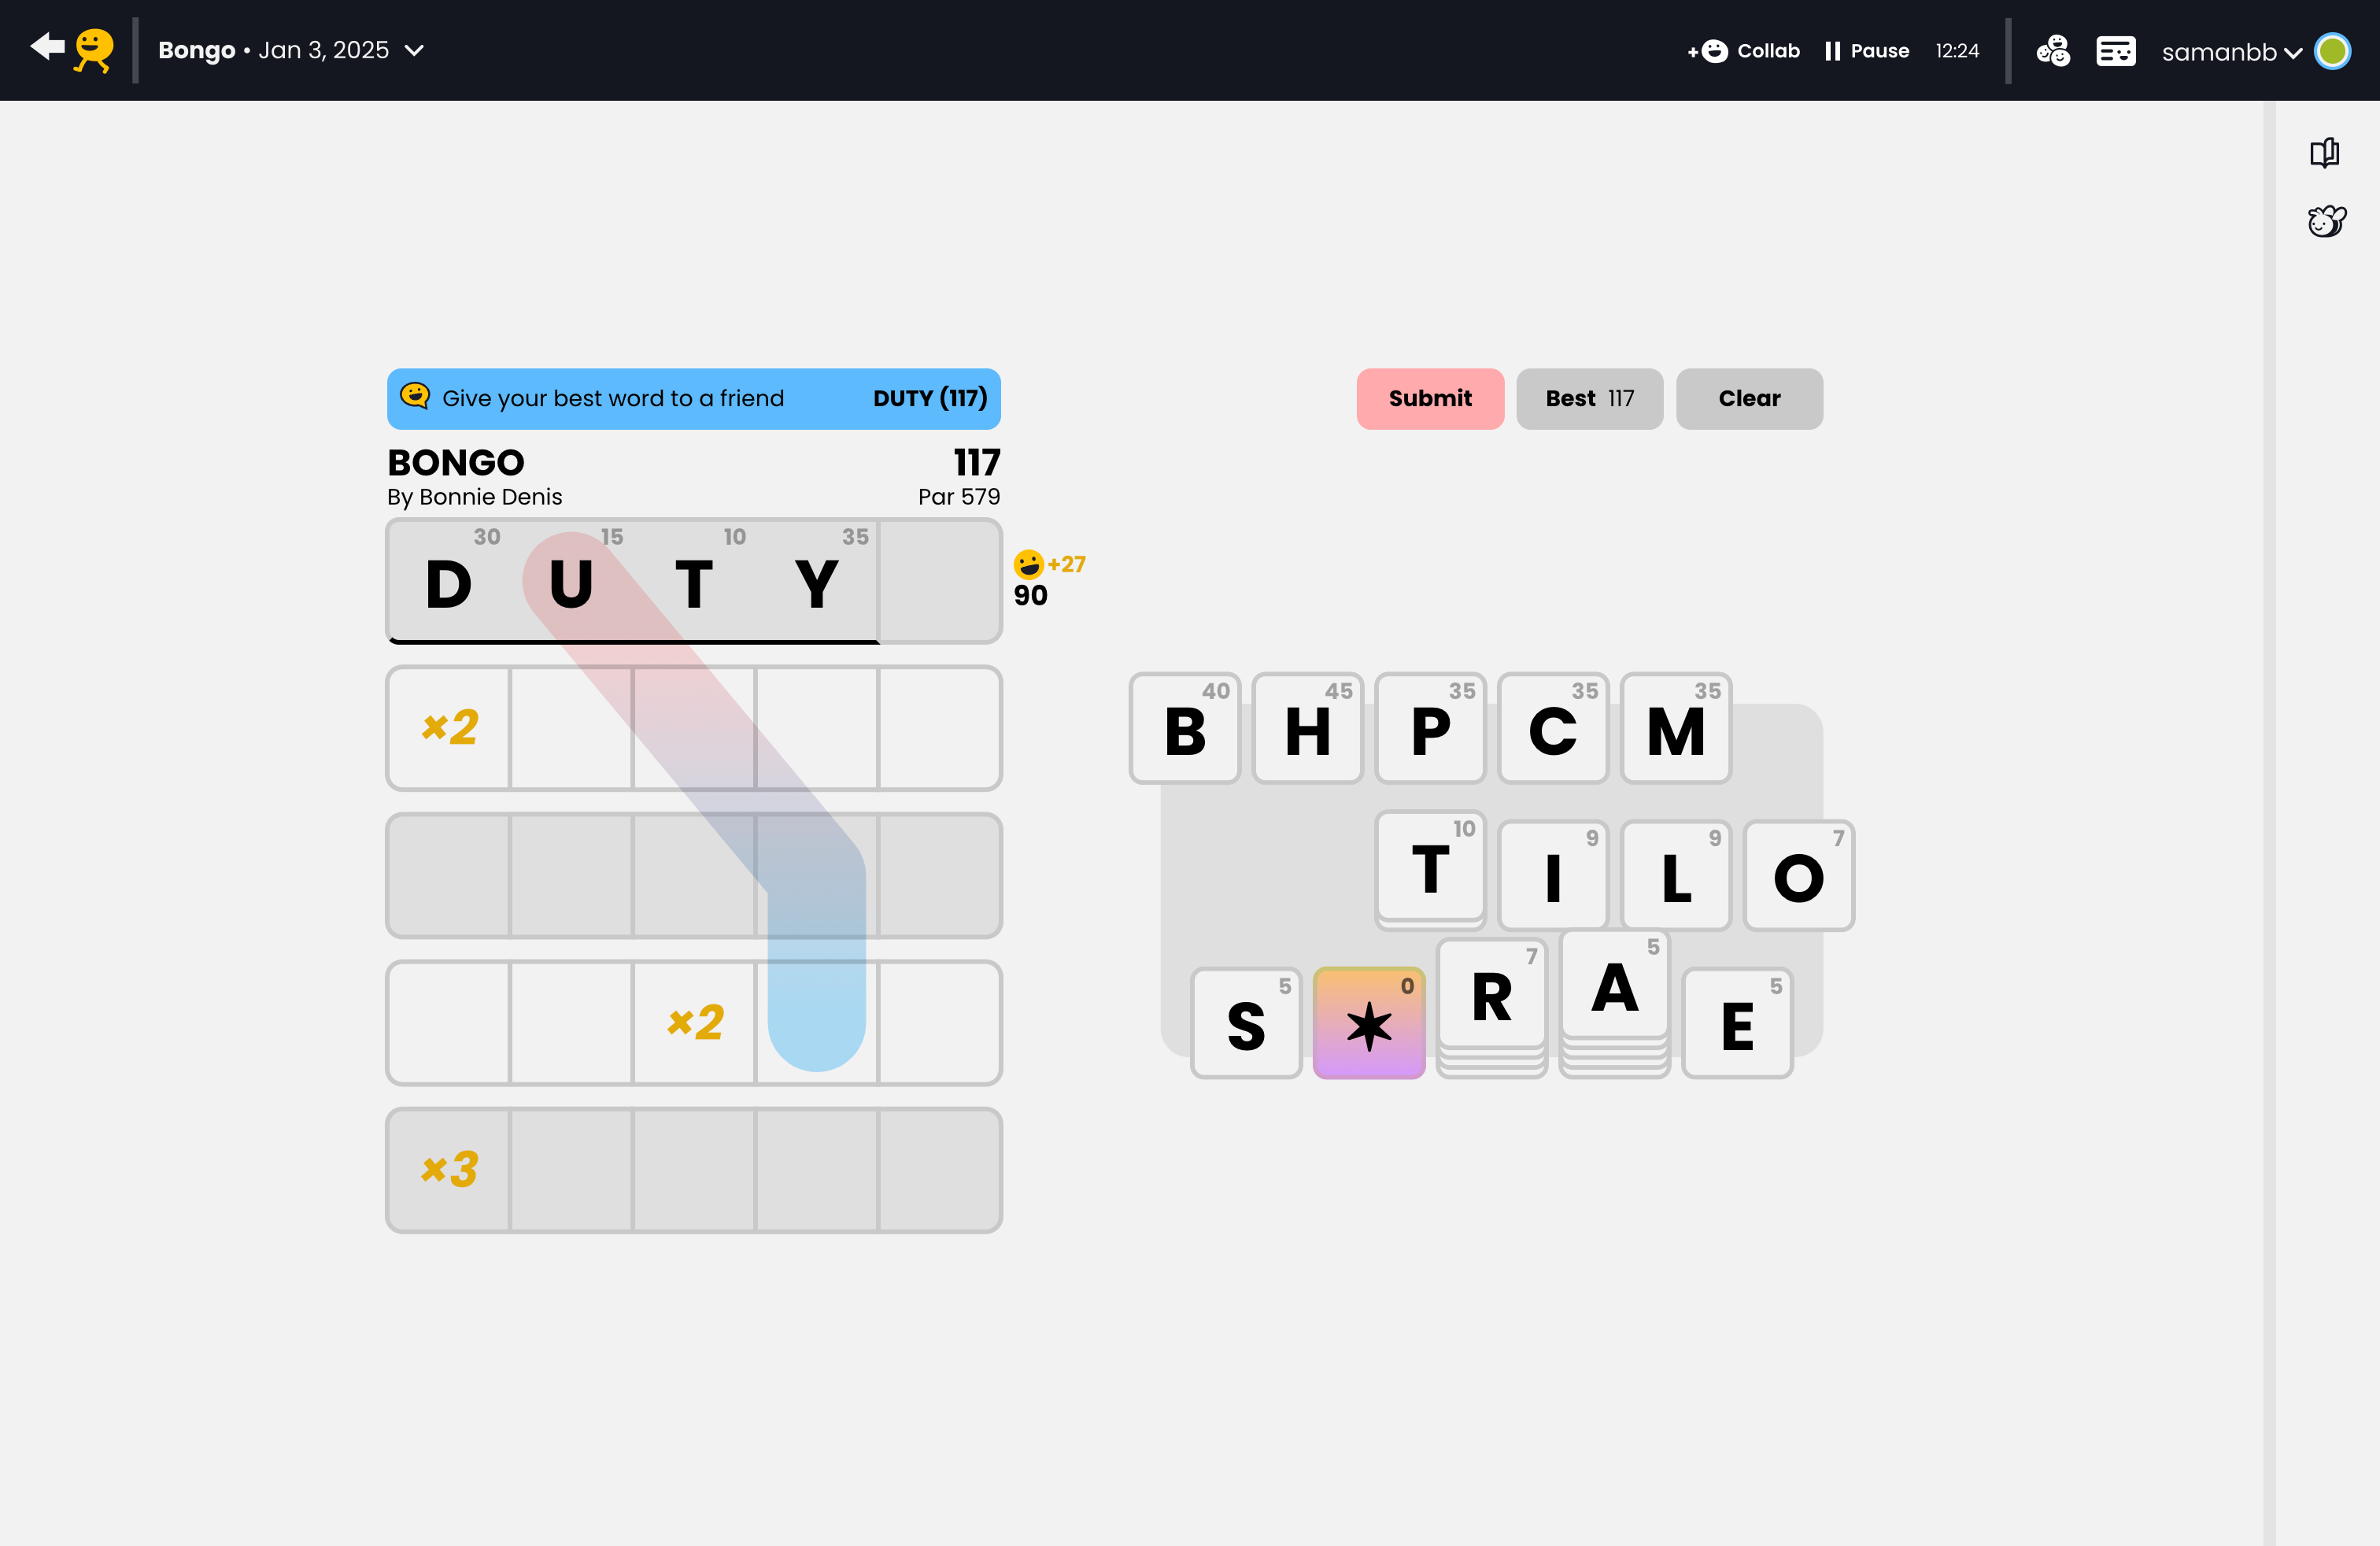 Bongo • Jan 3, 2025
+ Collab
Pause
12:24
samanbb
Give your best word to a friend DUTY (117)
Submit
Best 117
Clear
BONGO 117
By Bonnie Denis Par 579
30 15 10 35
D U T Y
+27
90
×2
×2
×3
40 45 35 35 35
B H P C M
10 9 9 7
T I L O
5 0 7 5 5
S ✶ R A E